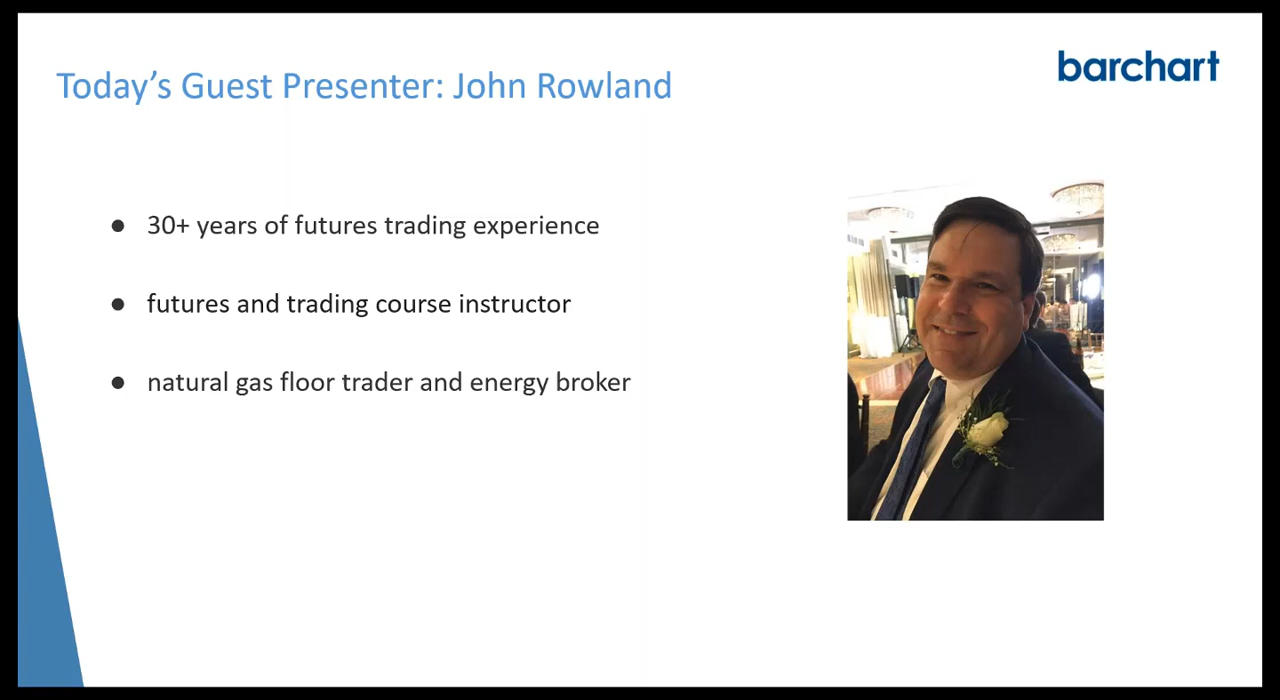 Today’s Guest Presenter: John Rowland
barchart
● 30+ years of futures trading experience
● futures and trading course instructor
● natural gas floor trader and energy broker